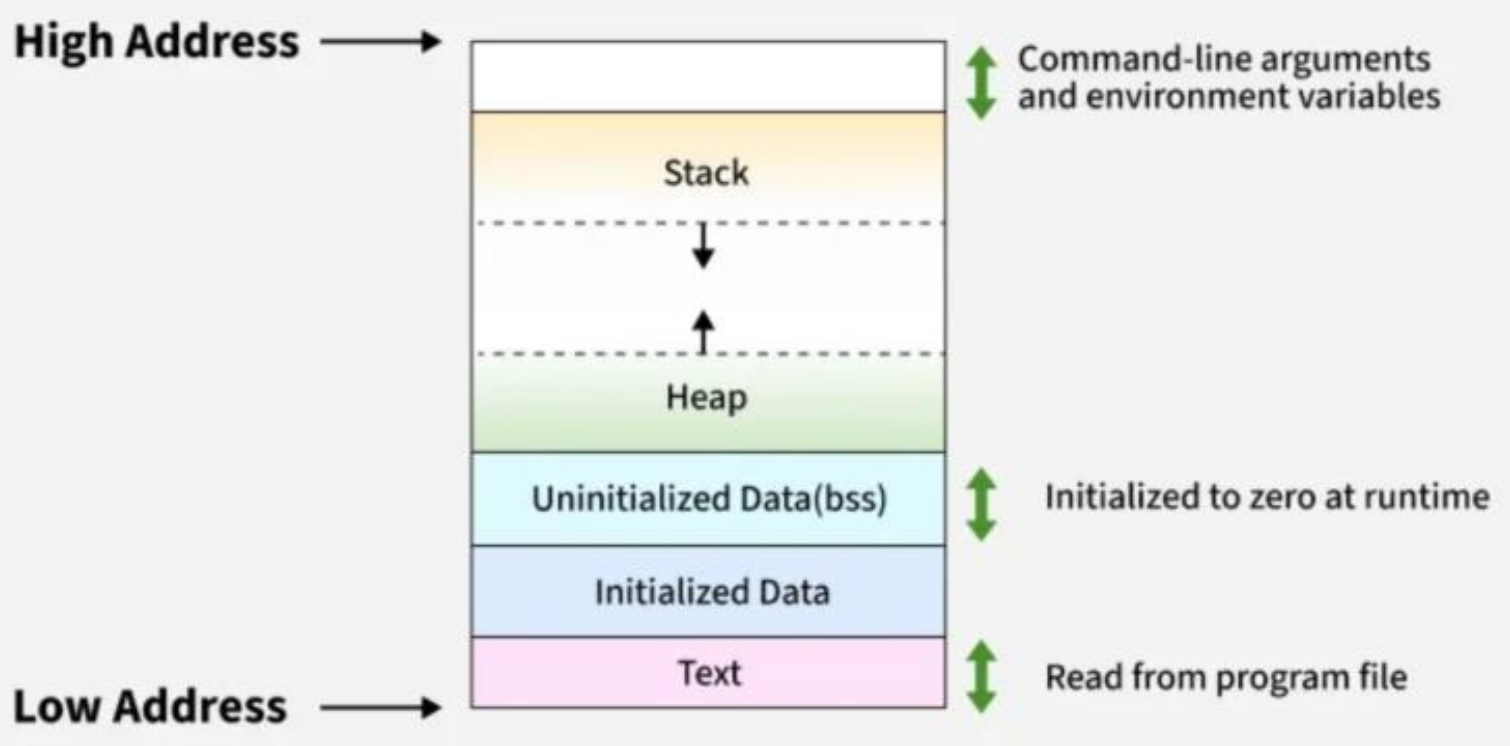 High Address
Command-line arguments
and environment variables
Stack
Heap
Uninitialized Data(bss)
Initialized to zero at runtime
Initialized Data
Text
Read from program file
Low Address